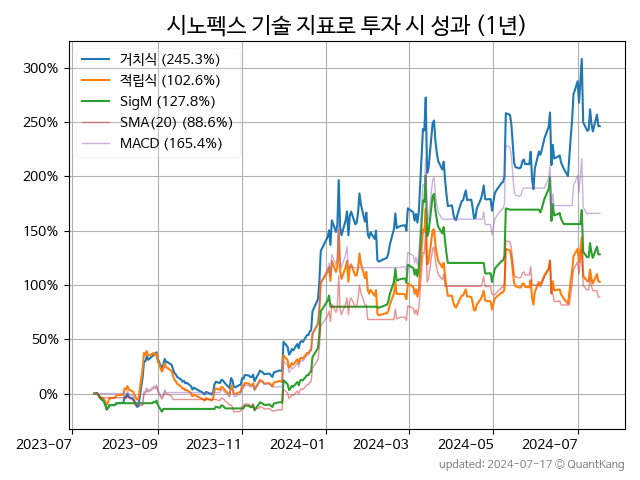 시노펙스 기술 지표로 투자 시 성과 (1년)
거치식 (245.3%)
적립식 (102.6%)
SigM (127.8%)
SMA(20) (88.6%)
MACD (165.4%)
300%
250%
200%
150%
100%
50%
0%
2023-07 2023-09 2023-11 2024-01 2024-03 2024-05 2024-07
updated: 2024-07-17 © QuantKang